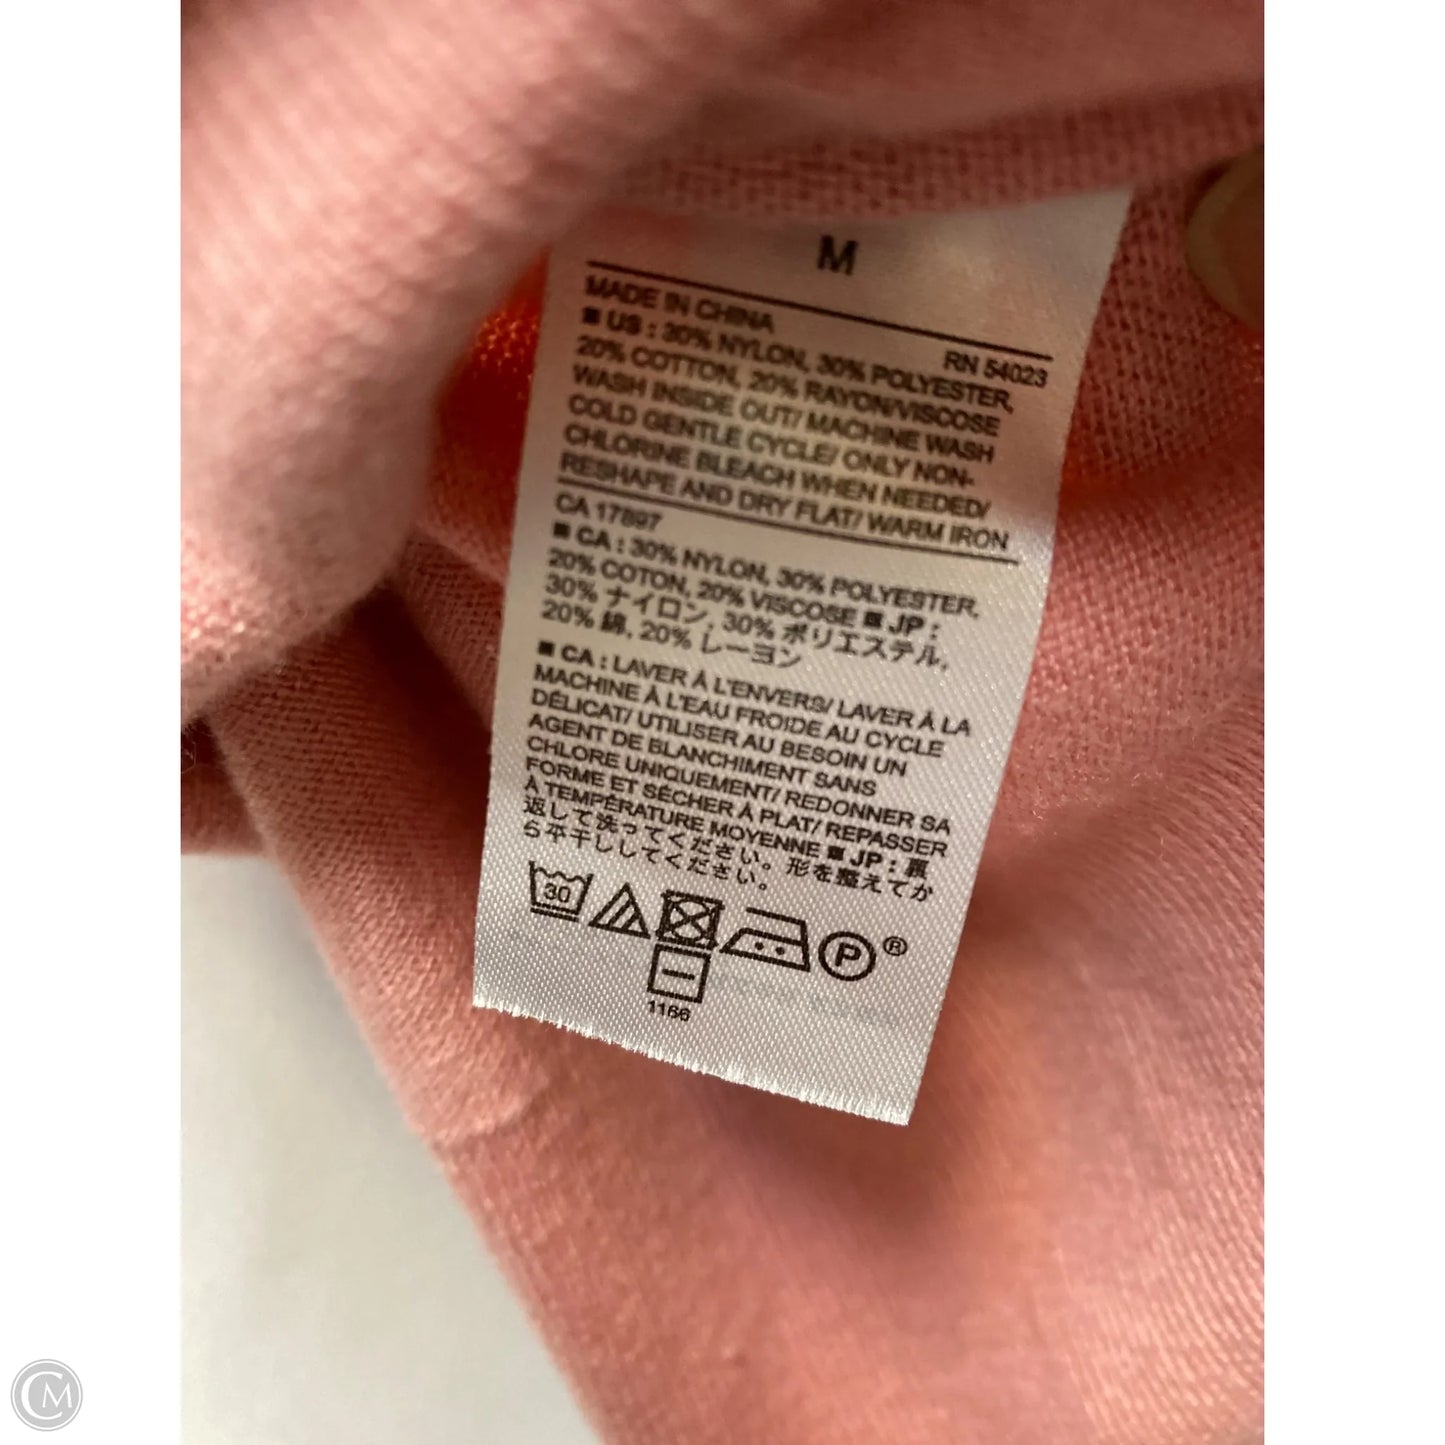 M
MADE IN CHINA
RN 54023
■ US : 30% NYLON, 30% POLYESTER,
20% COTTON, 20% RAYON/VISCOSE
WASH INSIDE OUT/ MACHINE WASH
COLD GENTLE CYCLE/ ONLY NON-
CHLORINE BLEACH WHEN NEEDED/
RESHAPE AND DRY FLAT/ WARM IRON
CA 17897
■ CA : 30% NYLON, 30% POLYESTER,
20% COTON, 20% VISCOSE ■ JP :
30% ナイロン, 30% ポリエステル,
20% 綿, 20% レーヨン
■ CA : LAVER À L'ENVERS/ LAVER À LA
MACHINE À L'EAU FROIDE AU CYCLE
DÉLICAT/ UTILISER AU BESOIN UN
AGENT DE BLANCHIMENT SANS
CHLORE UNIQUEMENT/ REDONNER SA
FORME ET SÉCHER À PLAT/ REPASSER
À TEMPÉRATURE MOYENNE ■ JP : 裏
返して洗ってください。形を整えてか
ら平干ししてください。
30
P ®
1166
CM